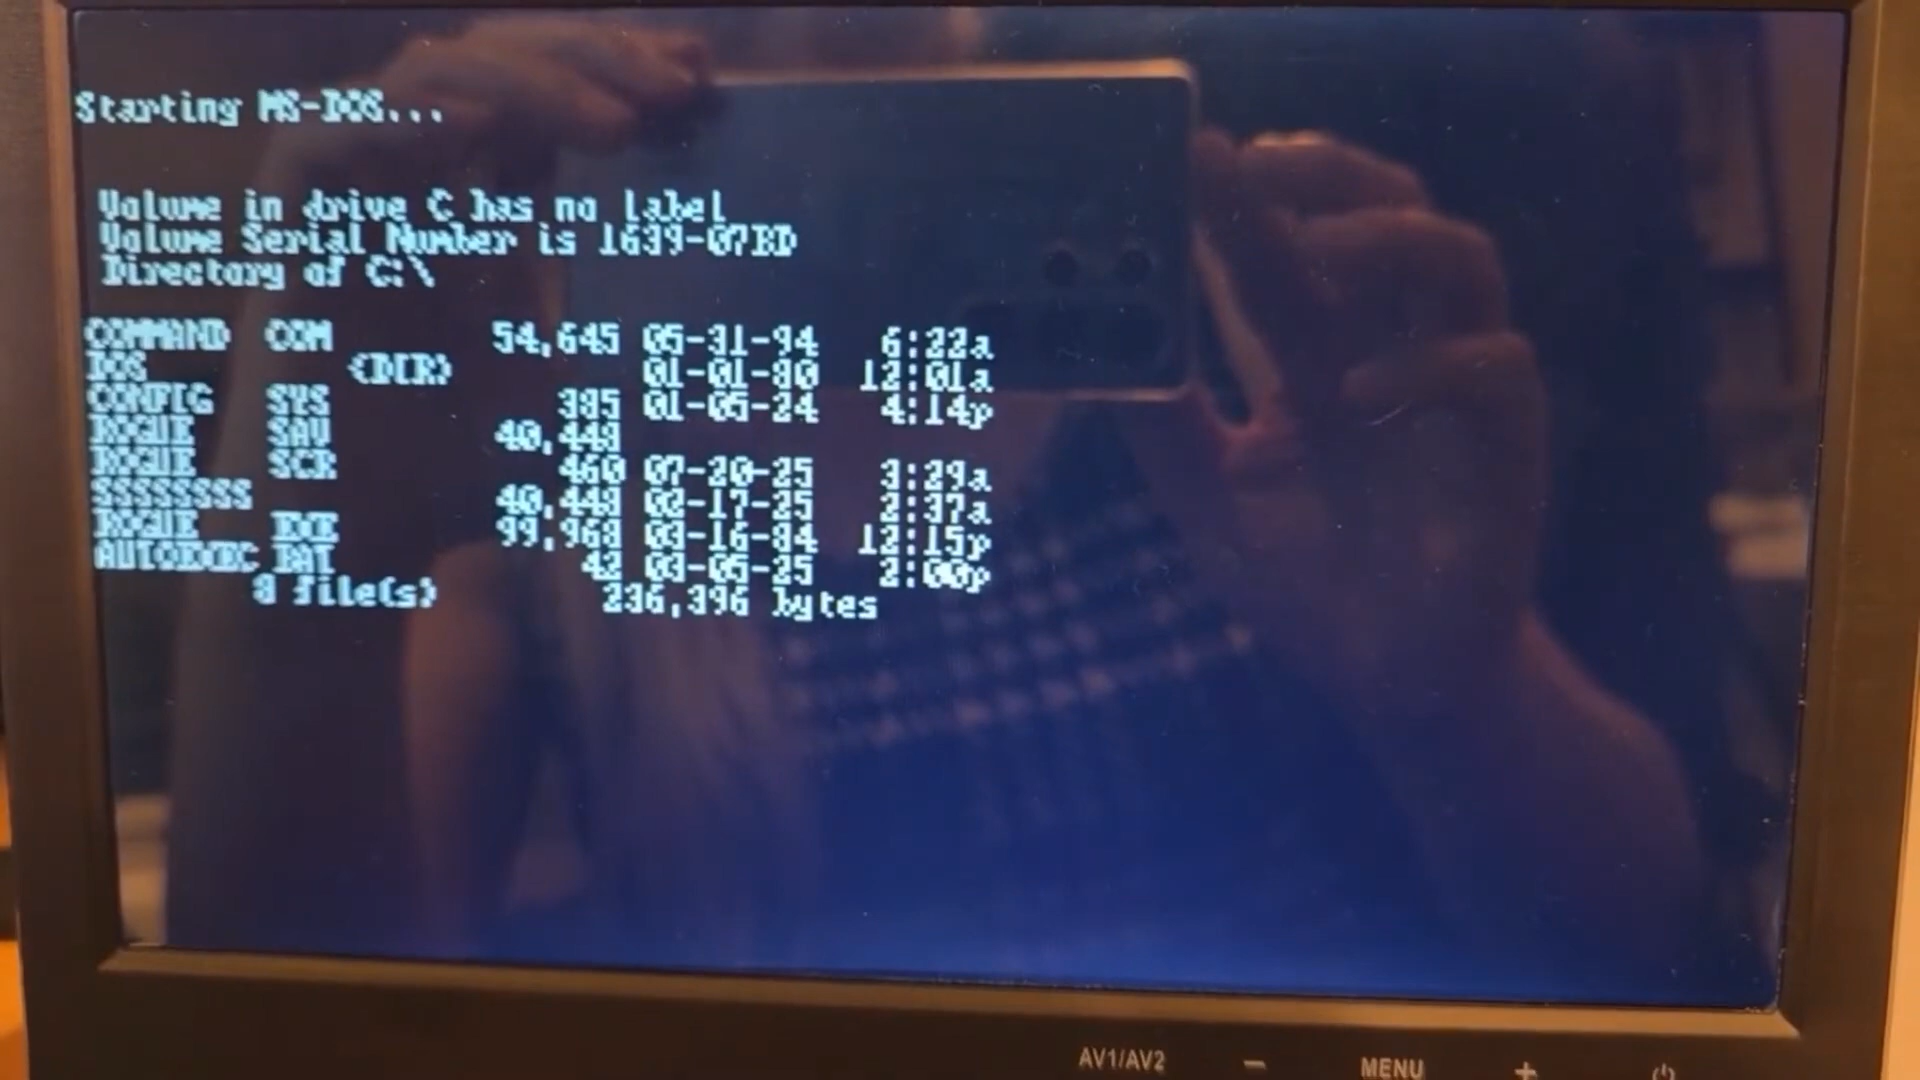 Starting MS-DOS...
Volume in drive C has no label
Volume Serial Number is 1639-07BD
Directory of C:\
COMMAND COM 54,645 05-31-94 6:22a
DOS <DIR> 01-01-80 12:01a
CONFIG SYS 385 01-05-24 4:14p
ROGUE SAV 40,448
ROGUE SCR 460 07-20-25 3:29a
SSSSSSSS 40,448 02-17-25 2:37a
ROGUE EXE 99,968 03-16-84 12:15p
AUTOEXEC BAT 42 03-05-25 2:00p
8 file(s) 236,396 bytes
AV1/AV2 − MENU +